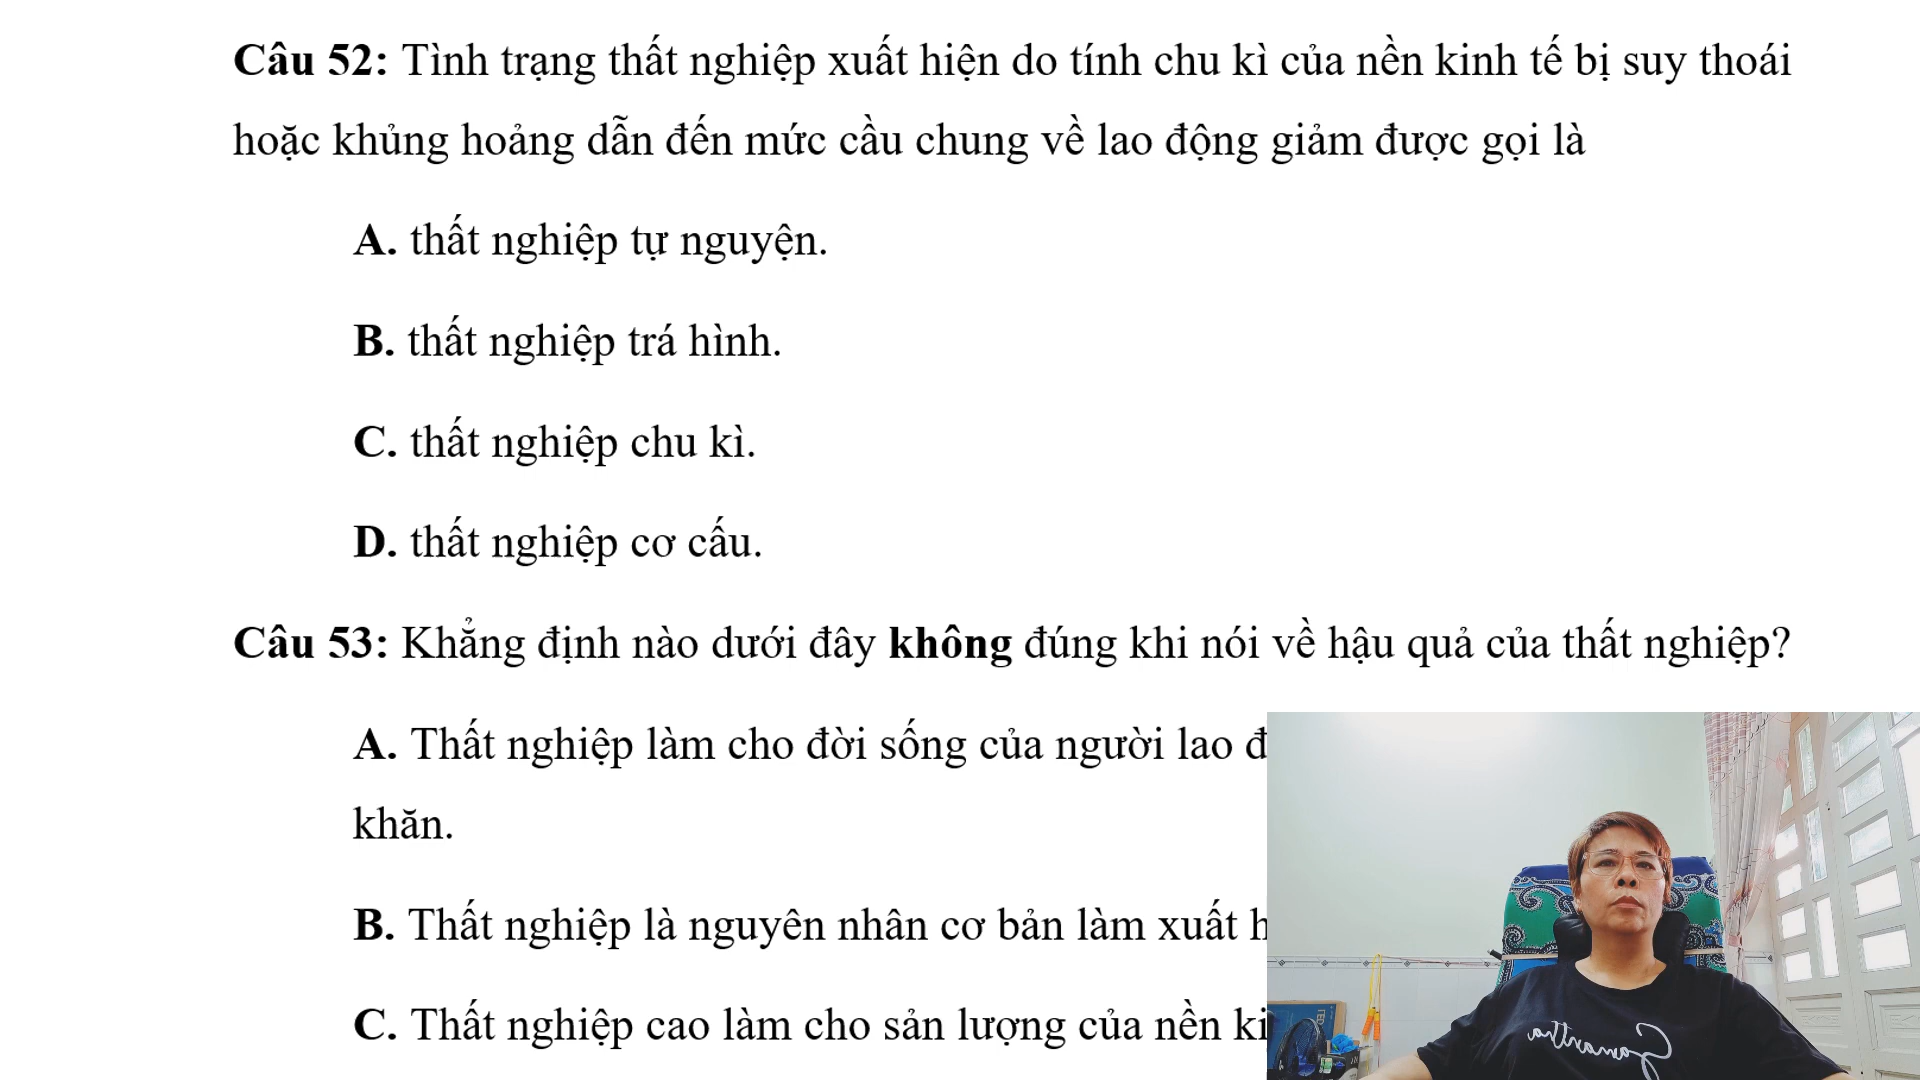 Câu 52: Tình trạng thất nghiệp xuất hiện do tính chu kì của nền kinh tế bị suy thoái
hoặc khủng hoảng dẫn đến mức cầu chung về lao động giảm được gọi là
A. thất nghiệp tự nguyện.
B. thất nghiệp trá hình.
C. thất nghiệp chu kì.
D. thất nghiệp cơ cấu.
Câu 53: Khẳng định nào dưới đây không đúng khi nói về hậu quả của thất nghiệp?
A. Thất nghiệp làm cho đời sống của người lao
khăn.
B. Thất nghiệp là nguyên nhân cơ bản làm xuất
C. Thất nghiệp cao làm cho sản lượng của nền
Samantha